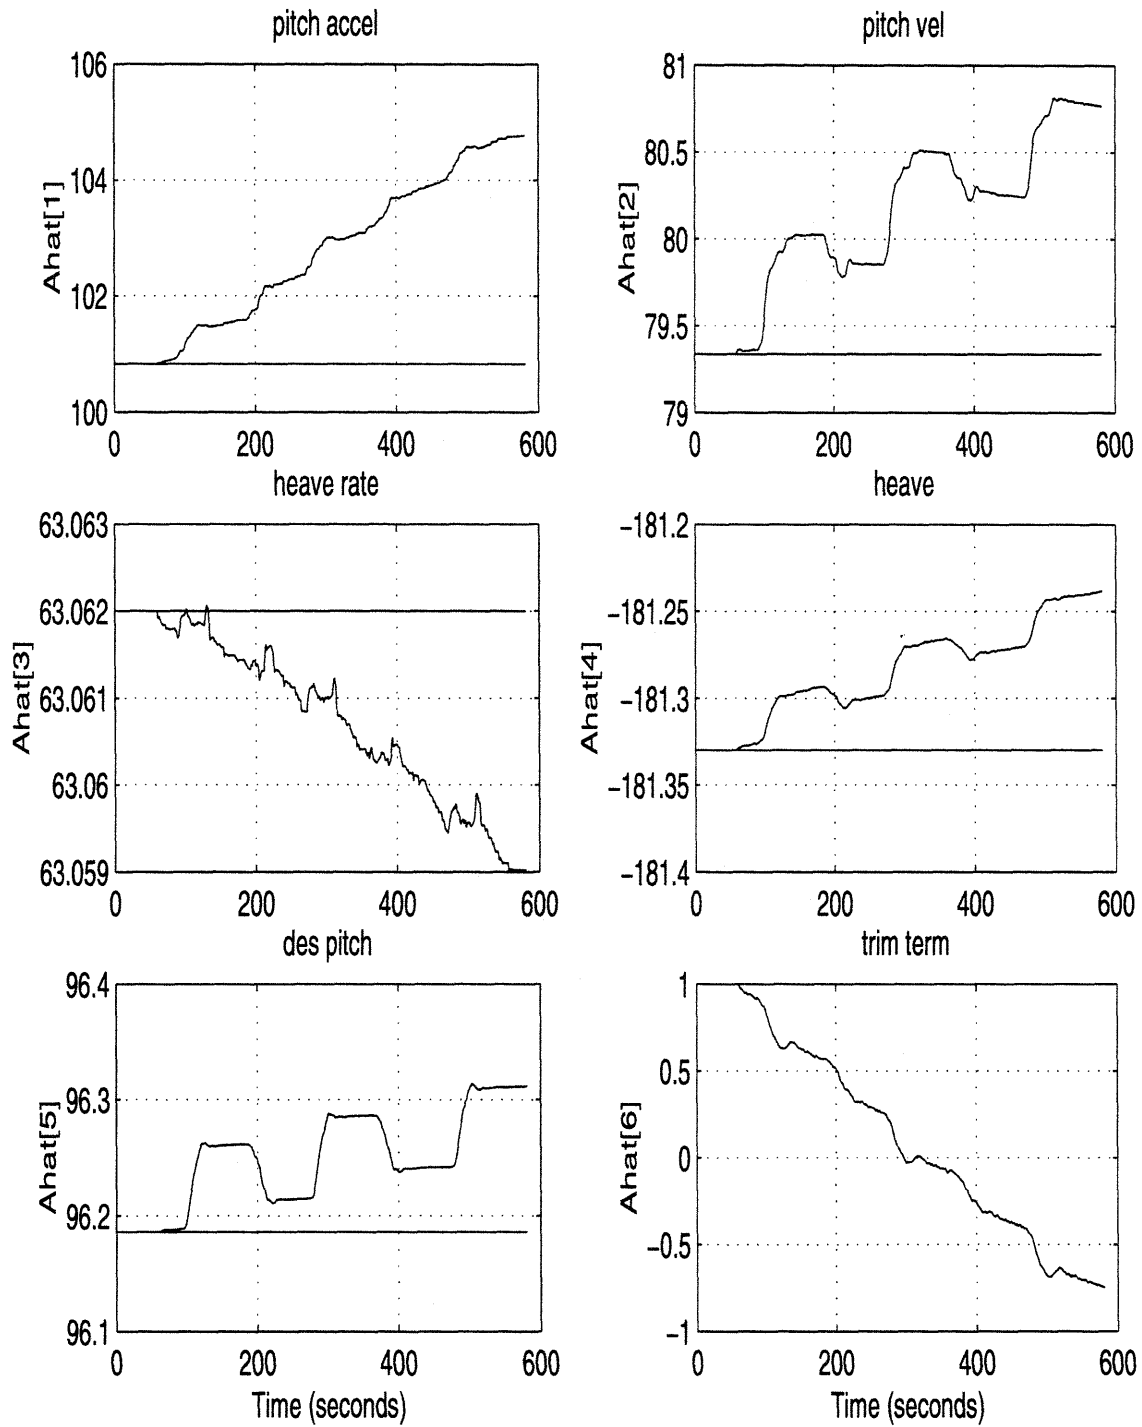 pitch accel
106
104
102
100
Ahat[1]
0 200 400 600
pitch vel
81
80.5
80
79.5
79
Ahat[2]
0 200 400 600
heave rate
63.063
63.062
63.061
63.06
63.059
Ahat[3]
0 200 400 600
heave
-181.2
-181.25
-181.3
-181.35
-181.4
Ahat[4]
0 200 400 600
des pitch
96.4
96.3
96.2
96.1
Ahat[5]
0 200 400 600
Time (seconds)
trim term
1
0.5
0
-0.5
-1
Ahat[6]
0 200 400 600
Time (seconds)